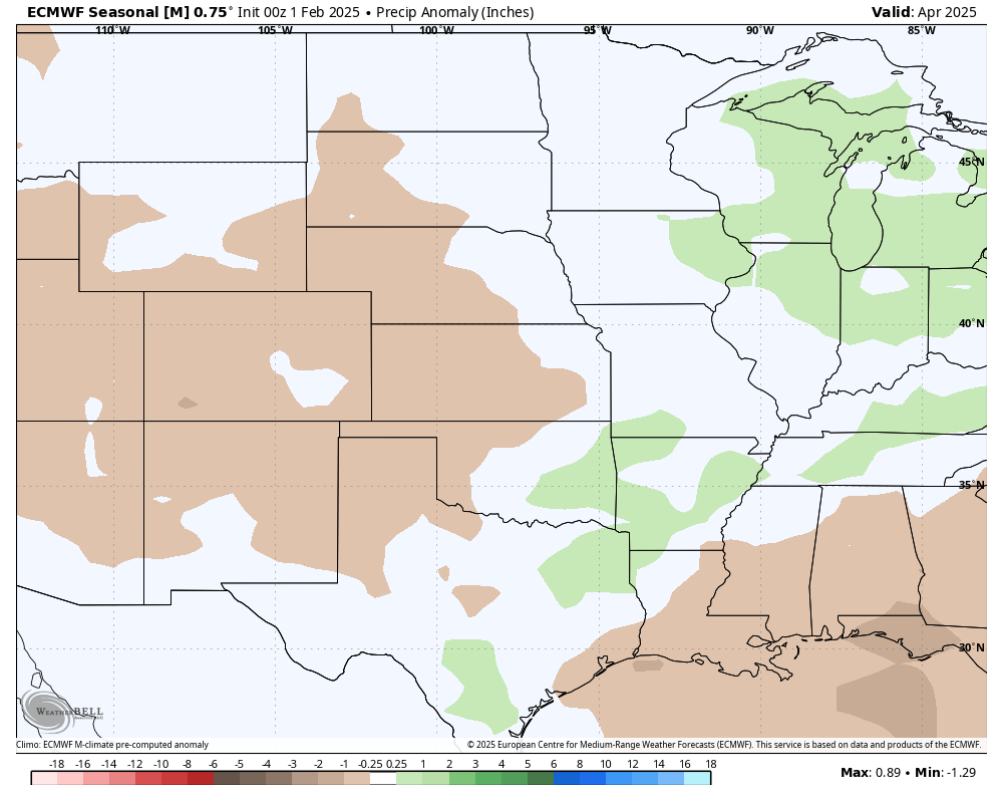 ECMWF Seasonal [M] 0.75° Init 00z 1 Feb 2025 • Precip Anomaly (Inches)
Valid: Apr 2025
110°W 105°W 100°W 95°W 90°W 85°W
45°N
40°N
35°N
30°N
WEATHERBELL
Climo: ECMWF M-climate pre-computed anomaly
© 2025 European Centre for Medium-Range Weather Forecasts (ECMWF). This service is based on data and products of the ECMWF.
-18 -16 -14 -12 -10 -8 -6 -5 -4 -3 -2 -1 -0.25 0.25 1 2 3 4 5 6 8 10 12 14 16 18
Max: 0.89 • Min: -1.29